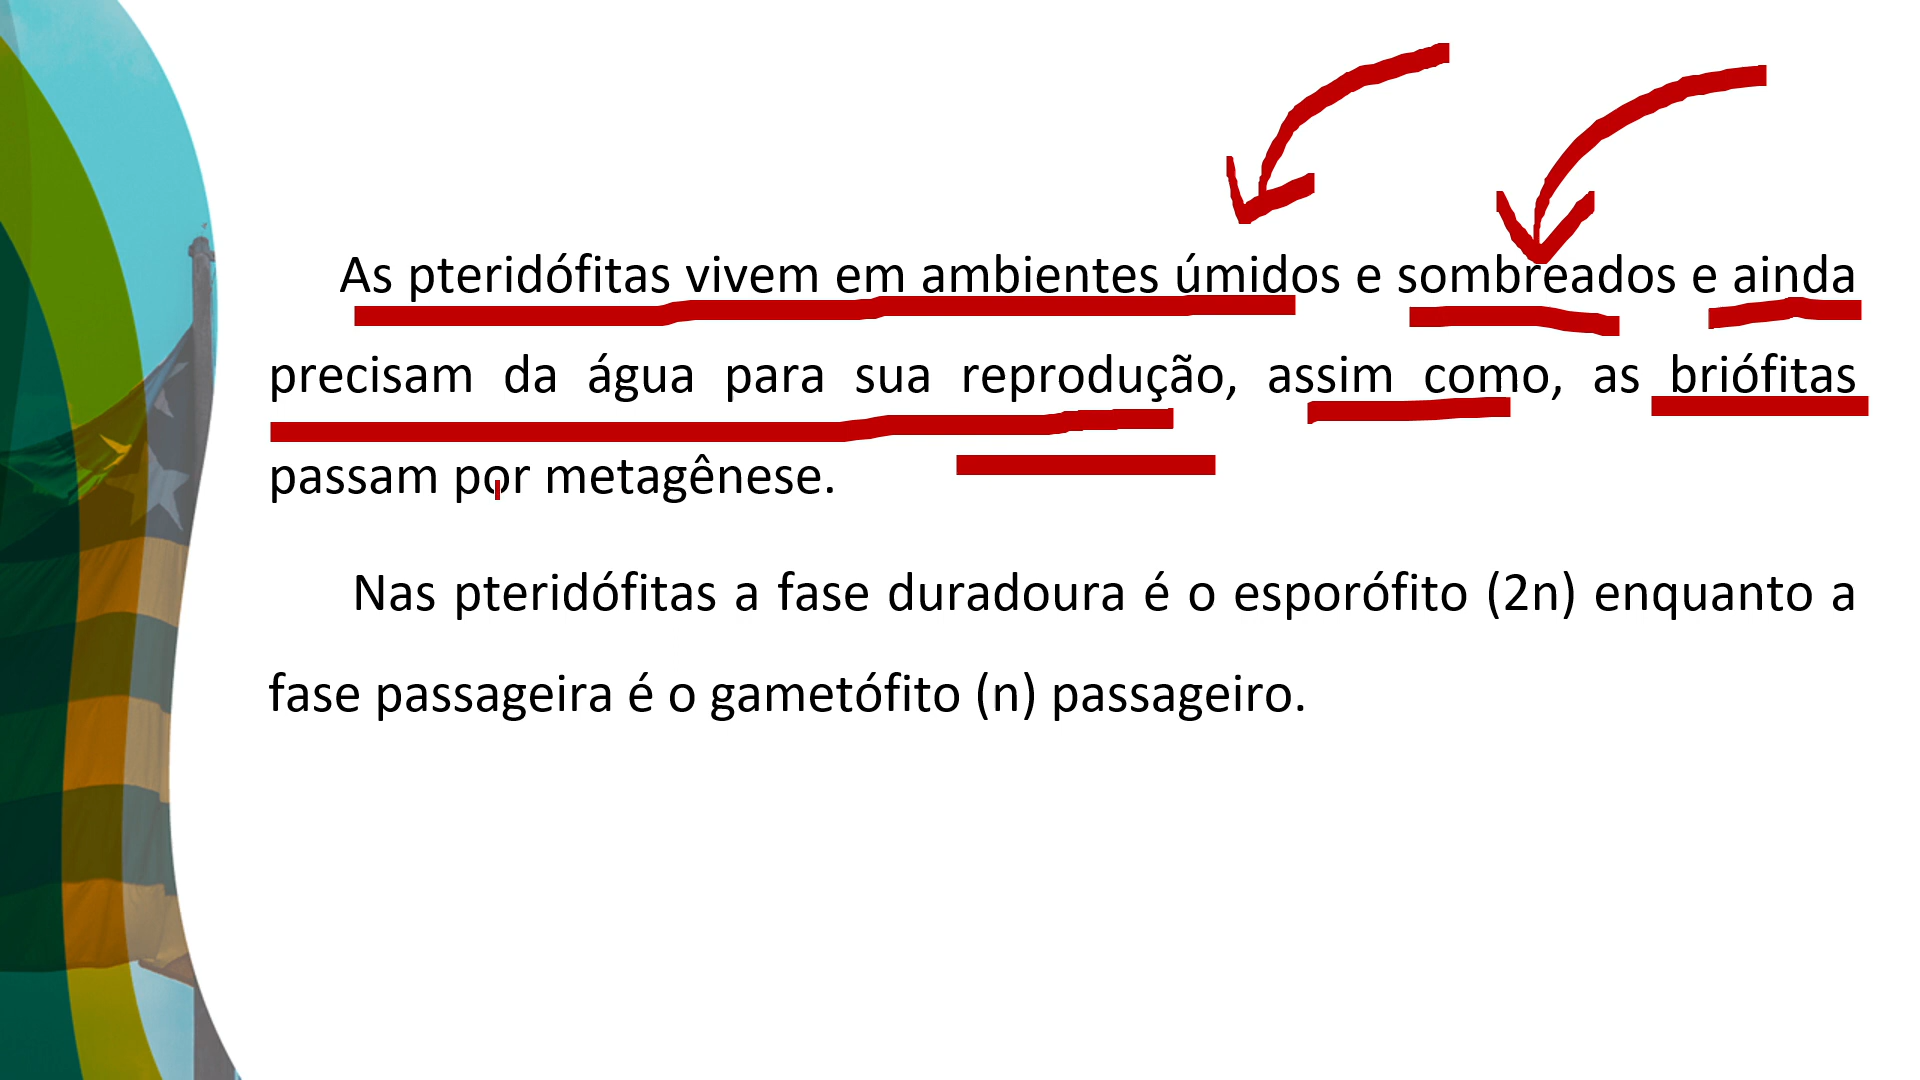 As pteridófitas vivem em ambientes úmidos e sombreados e ainda
precisam da água para sua reprodução, assim como, as briófitas
passam por metagênese.
Nas pteridófitas a fase duradoura é o esporófito (2n) enquanto a
fase passageira é o gametófito (n) passageiro.